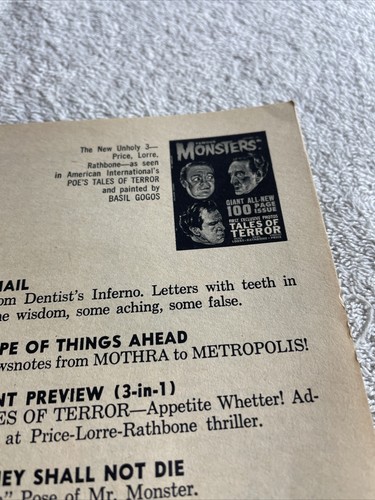 The New Unholy 3—
Price, Lorre,
Rathbone—as seen
in American International's
POE'S TALES OF TERROR
and painted by
BASIL GOGOS
MONSTERS
GIANT ALL-NEW
100 PAGE
ISSUE
FIRST EXCLUSIVE PHOTOS
TALES OF
TERROR
AIL
om Dentist's Inferno. Letters with teeth in
e wisdom, some aching, some false.
PE OF THINGS AHEAD
wsnotes from MOTHRA to METROPOLIS!
NT PREVIEW (3-in-1)
ES OF TERROR—Appetite Whetter! Ad-
at Price-Lorre-Rathbone thriller.
EY SHALL NOT DIE
" Pose of Mr. Monster.